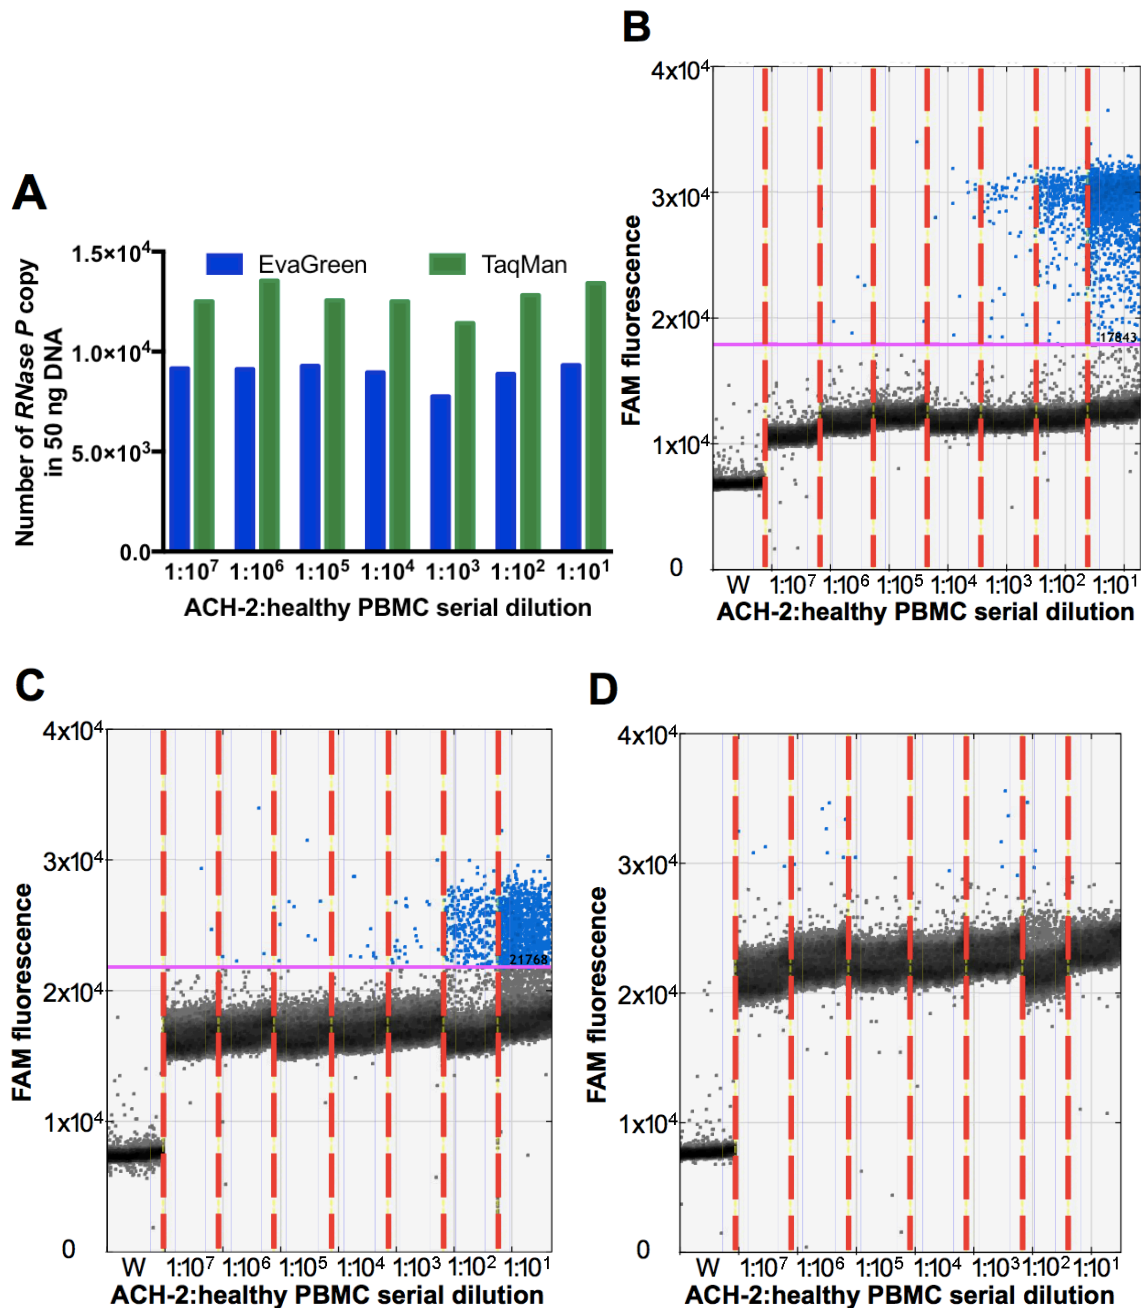 A
Number of RNase P copy
in 50 ng DNA
1.5×10⁴
1.0×10⁴
5.0×10³
0.0
EvaGreen
TaqMan
1:10⁷ 1:10⁶ 1:10⁵ 1:10⁴ 1:10³ 1:10² 1:10¹
ACH-2:healthy PBMC serial dilution
B
FAM fluorescence
4x10⁴
3x10⁴
2x10⁴
1x10⁴
0
17843
W 1:10⁷ 1:10⁶ 1:10⁵ 1:10⁴ 1:10³ 1:10² 1:10¹
ACH-2:healthy PBMC serial dilution
C
FAM fluorescence
4x10⁴
3x10⁴
2x10⁴
1x10⁴
0
21768
W 1:10⁷ 1:10⁶ 1:10⁵ 1:10⁴ 1:10³ 1:10² 1:10¹
ACH-2:healthy PBMC serial dilution
D
FAM fluorescence
4x10⁴
3x10⁴
2x10⁴
1x10⁴
0
W 1:10⁷ 1:10⁶ 1:10⁵ 1:10⁴ 1:10³ 1:10² 1:10¹
ACH-2:healthy PBMC serial dilution